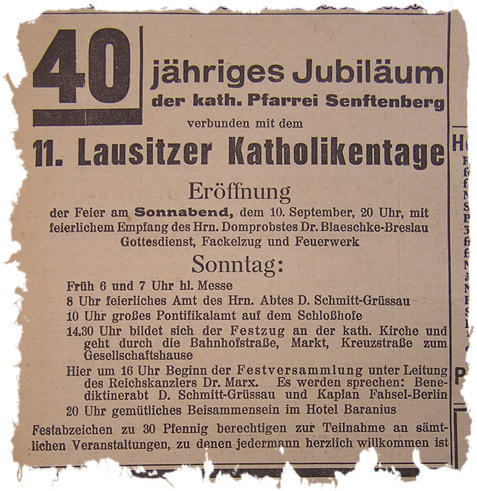 40 jähriges Jubiläum
der kath. Pfarrei Senftenberg
verbunden mit dem
11. Lausitzer Katholikentage
Eröffnung
der Feier am Sonnabend, dem 10. September, 20 Uhr, mit
feierlichem Empfang des Hrn. Domprobstes Dr. Blaeschke-Breslau
Gottesdienst, Fackelzug und Feuerwerk
Sonntag:
Früh 6 und 7 Uhr hl. Messe
8 Uhr feierliches Amt des Hrn. Abtes D. Schmitt-Grüssau
10 Uhr großes Pontifikalamt auf dem Schloßhofe
14.30 Uhr bildet sich der Festzug an der kath. Kirche und
geht durch die Bahnhofstraße, Markt, Kreuzstraße zum
Gesellschaftshause
Hier um 16 Uhr Beginn der Festversammlung unter Leitung
des Reichskanzlers Dr. Marx. Es werden sprechen: Bene-
diktinerabt D. Schmitt-Grüssau und Kaplan Fahsel-Berlin
20 Uhr gemütliches Beisammensein im Hotel Baranius
Festabzeichen zu 30 Pfennig berechtigen zur Teilnahme an sämt-
lichen Veranstaltungen, zu denen jedermann herzlich willkommen ist